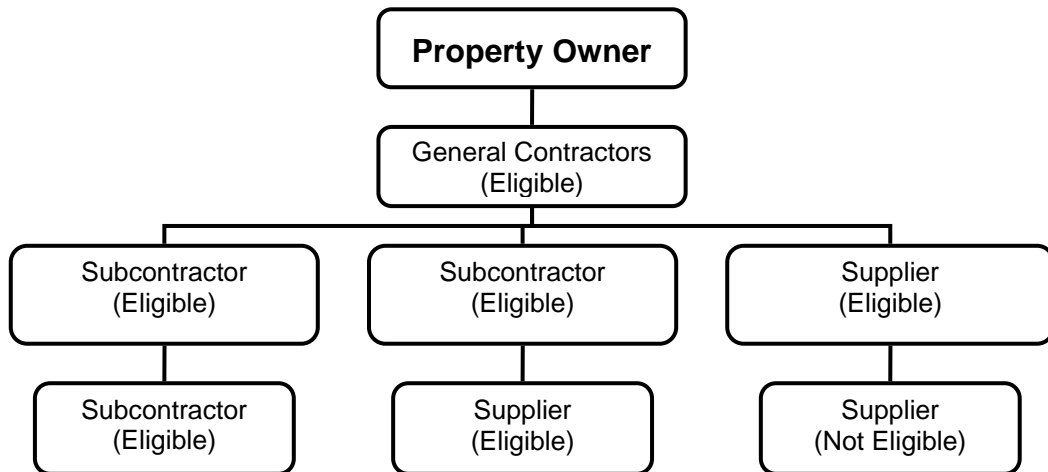 Property Owner
General Contractors
(Eligible)
Subcontractor
(Eligible)
Subcontractor
(Eligible)
Supplier
(Eligible)
Subcontractor
(Eligible)
Supplier
(Eligible)
Supplier
(Not Eligible)